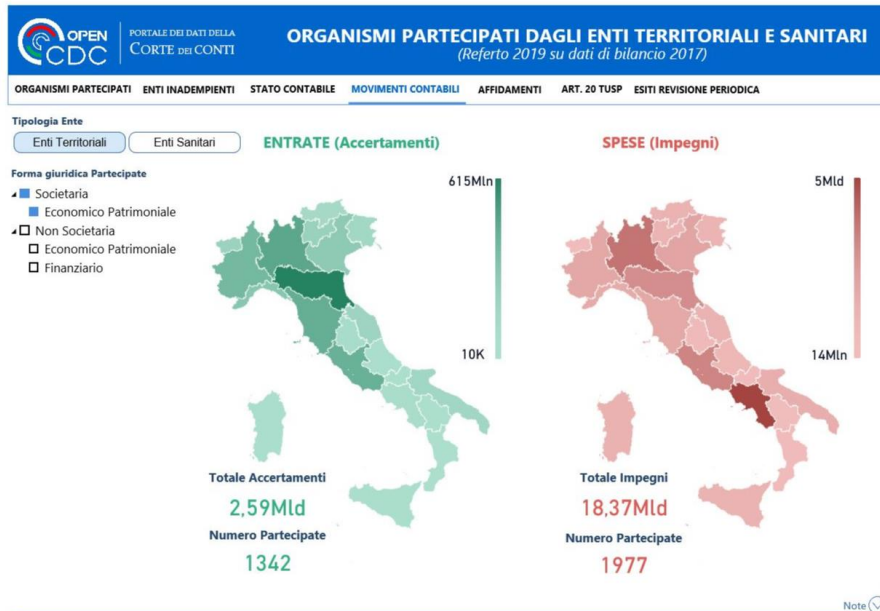 OPEN
CDC
PORTALE DEI DATI DELLA
CORTE DEI CONTI
ORGANISMI PARTECIPATI DAGLI ENTI TERRITORIALI E SANITARI
(Referto 2019 su dati di bilancio 2017)
ORGANISMI PARTECIPATI ENTI INADEMPIENTI STATO CONTABILE MOVIMENTI CONTABILI AFFIDAMENTI ART. 20 TUSP ESITI REVISIONE PERIODICA
Tipologia Ente
Enti Territoriali Enti Sanitari
Forma giuridica Partecipate
Societaria
Economico Patrimoniale
Non Societaria
Economico Patrimoniale
Finanziario
ENTRATE (Accertamenti)
615Mln
10K
Totale Accertamenti
2,59Mld
Numero Partecipate
1342
SPESE (Impegni)
5Mld
14Mln
Totale Impegni
18,37Mld
Numero Partecipate
1977
Note